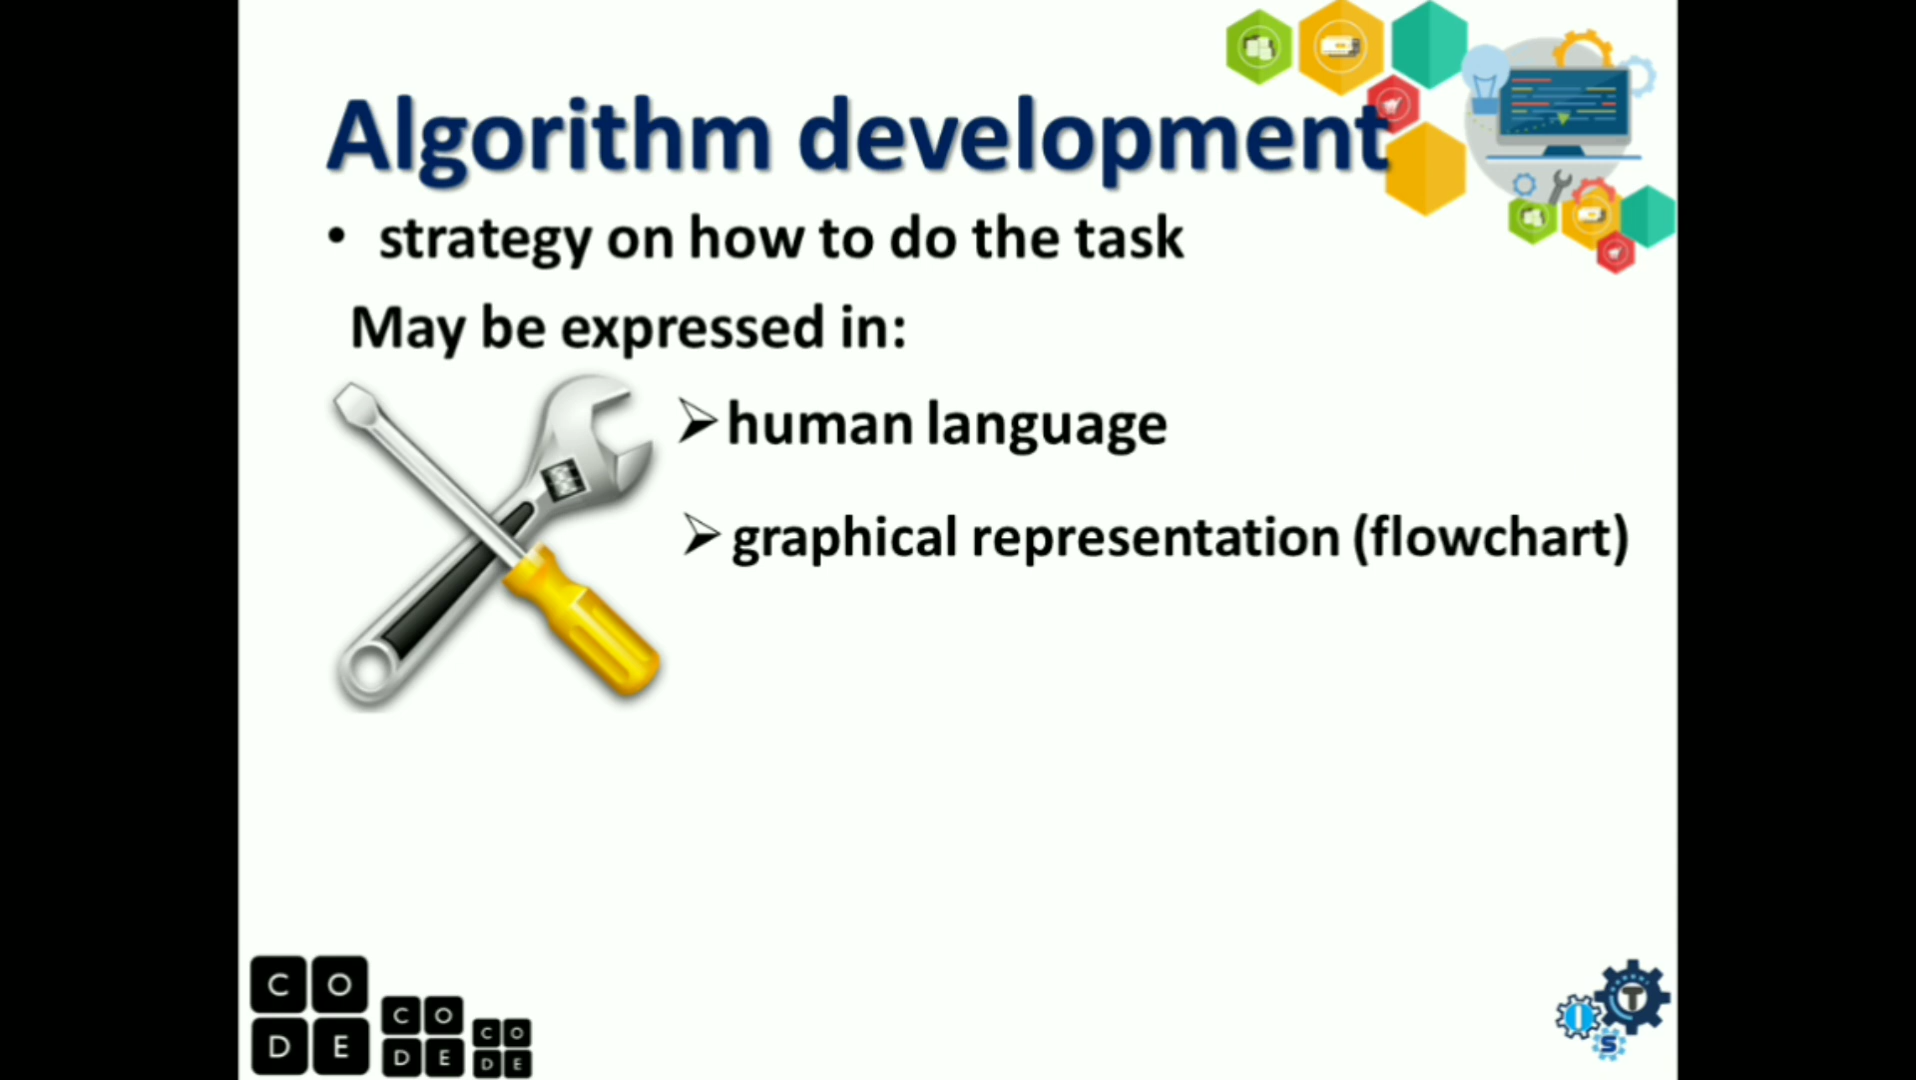 Algorithm development
• strategy on how to do the task
May be expressed in:
➢ human language
➢ graphical representation (flowchart)
C O
D E
C O
D E
C O
D E
T
I
S